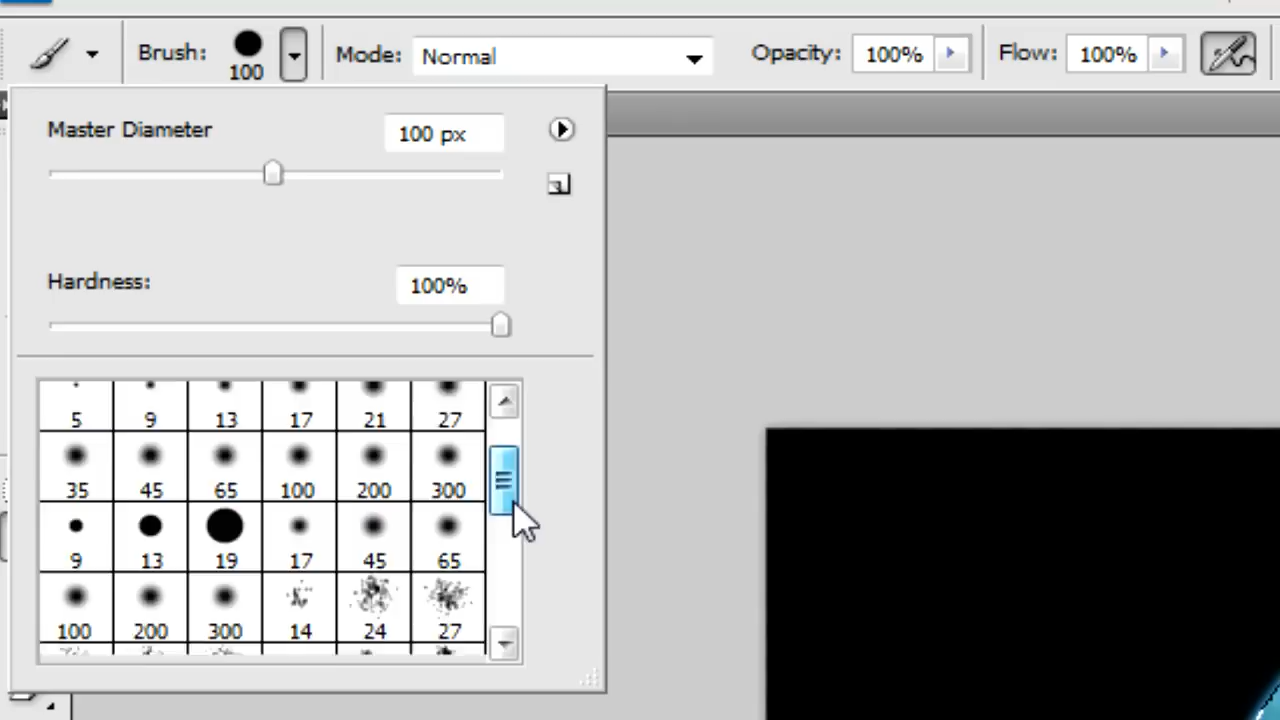 Brush: 100 Mode: Normal Opacity: 100% Flow: 100%
Master Diameter 100 px
Hardness: 100%
5 9 13 17 21 27
35 45 65 100 200 300
9 13 19 17 45 65
100 200 300 14 24 27